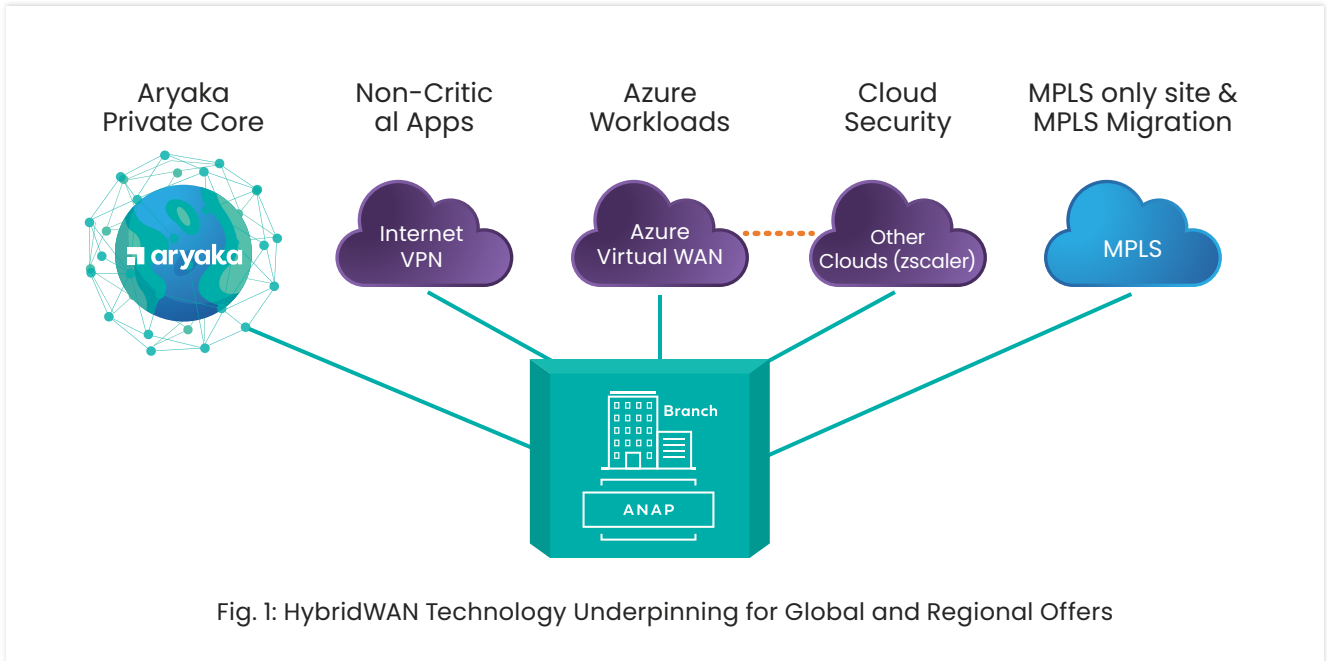 Aryaka
Private Core
Non-Critic
al Apps
Azure
Workloads
Cloud
Security
MPLS only site &
MPLS Migration
aryaka
Internet
VPN
Azure
Virtual WAN
Other
Clouds (zscaler)
MPLS
Branch
ANAP
Fig. 1: HybridWAN Technology Underpinning for Global and Regional Offers